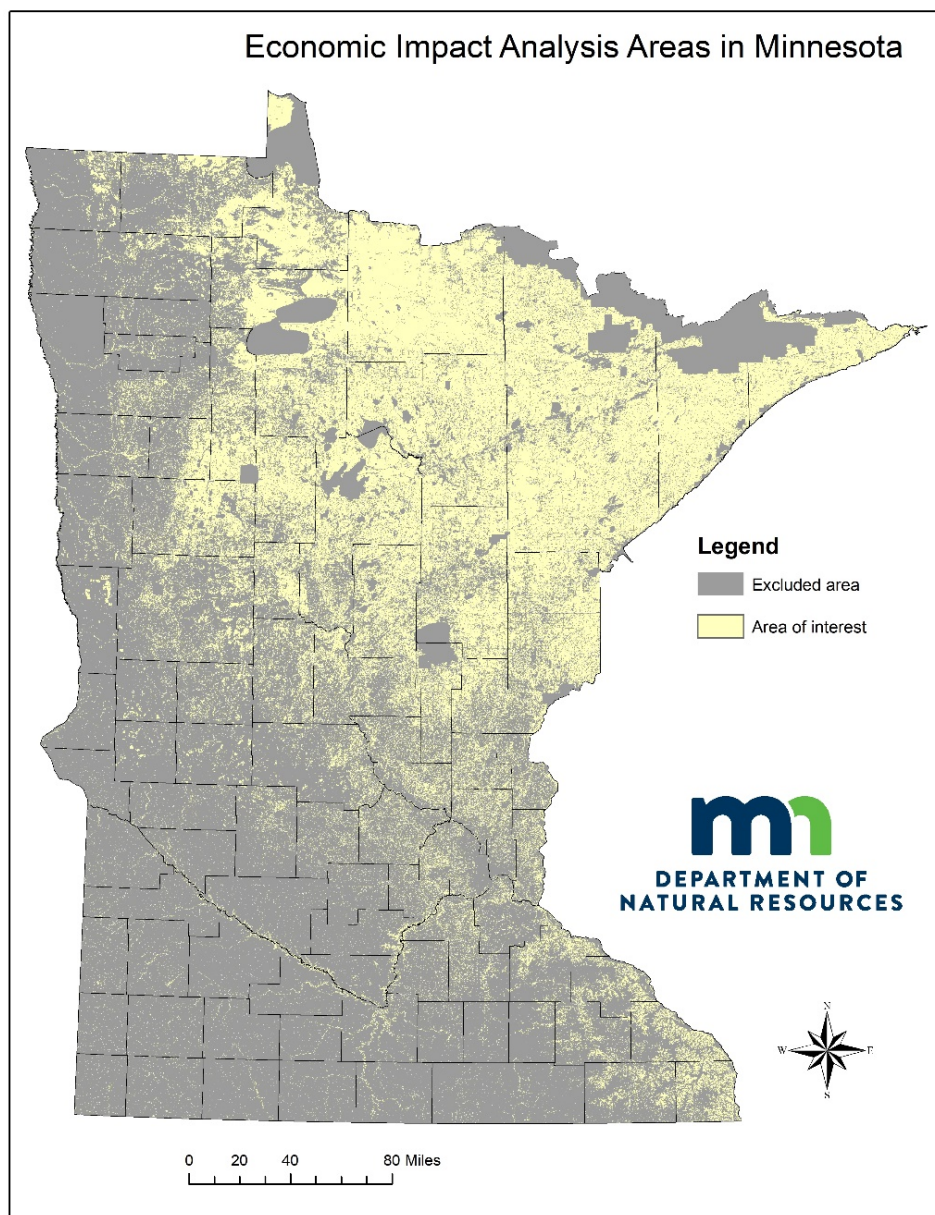 Economic Impact Analysis Areas in Minnesota
Legend
Excluded area
Area of interest
mn
DEPARTMENT OF
NATURAL RESOURCES
N
W E
S
0 20 40 80 Miles